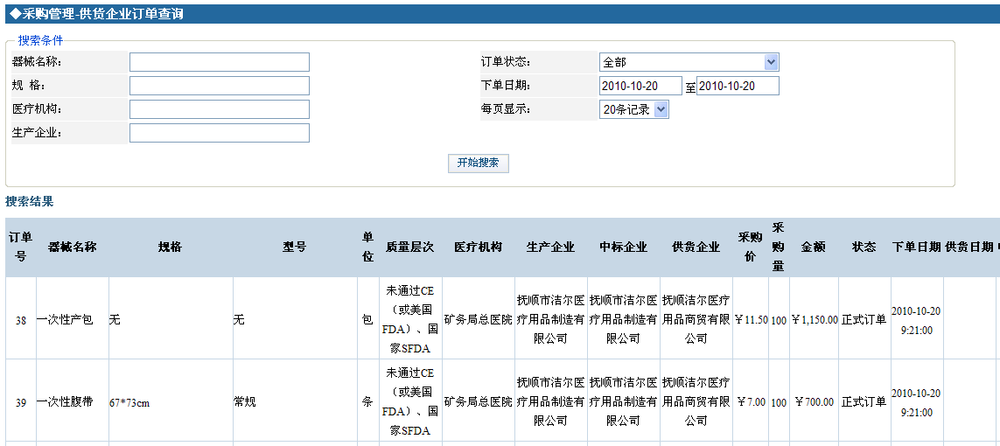 ◆采购管理-供货企业订单查询
搜索条件
器械名称： 订单状态： 全部
规 格： 下单日期： 2010-10-20 至 2010-10-20
医疗机构： 每页显示： 20条记录
生产企业：
开始搜索
搜索结果
订单号 器械名称 规格 型号 单位 质量层次 医疗机构 生产企业 中标企业 供货企业 采购价 采购量 金额 状态 下单日期 供货日期
38 一次性产包 无 无 包 未通过CE（或美国FDA）、国家SFDA 矿务局总医院 抚顺市洁尔医疗用品制造有限公司 抚顺市洁尔医疗用品制造有限公司 抚顺洁尔医疗用品商贸有限公司 ￥11.50 100 ￥1,150.00 正式订单 2010-10-20 9:21:00
39 一次性腹带 67*73cm 常规 条 未通过CE（或美国FDA）、国家SFDA 矿务局总医院 抚顺市洁尔医疗用品制造有限公司 抚顺市洁尔医疗用品制造有限公司 抚顺洁尔医疗用品商贸有限公司 ￥7.00 100 ￥700.00 正式订单 2010-10-20 9:21:00